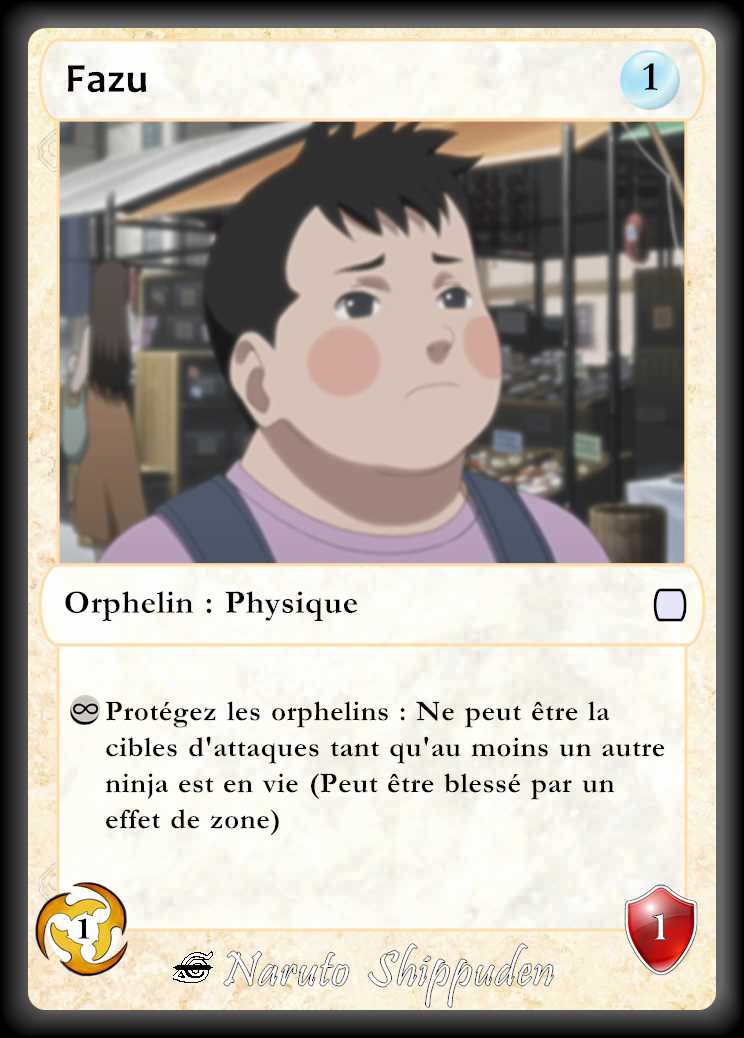 Fazu
1
Orphelin : Physique
Protégez les orphelins : Ne peut être la
cibles d'attaques tant qu'au moins un autre
ninja est en vie (Peut être blessé par un
effet de zone)
1
1
Naruto Shippuden